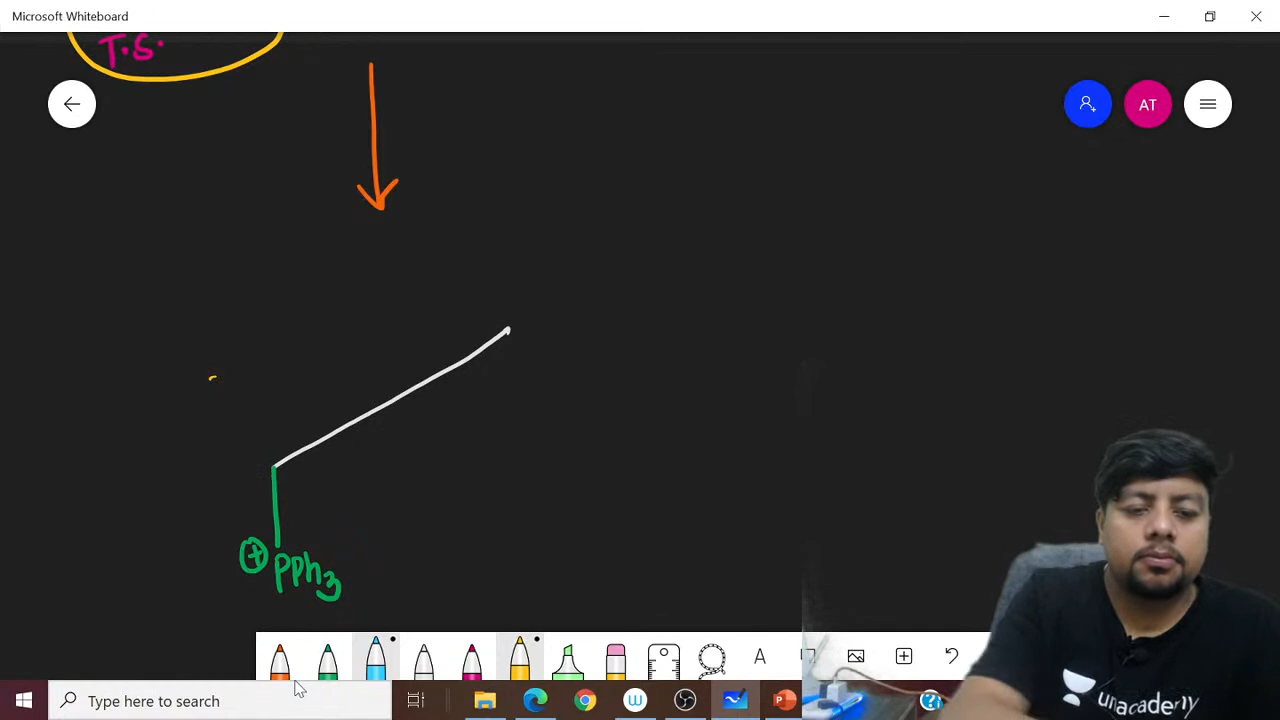 Microsoft Whiteboard
T.S.
AT
⊕ pph3
A
Type here to search
W
P
unacademy